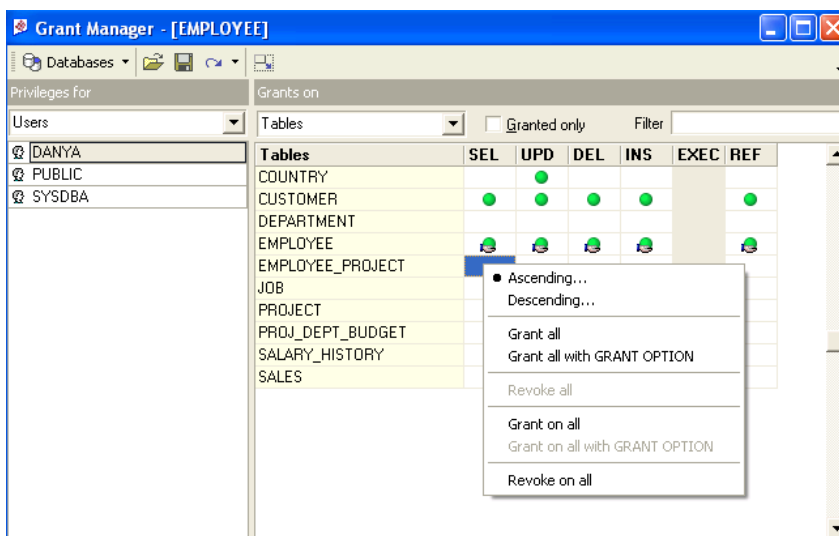 Grant Manager - [EMPLOYEE]
Databases
Privileges for
Grants on
Users
Tables
Granted only
Filter
DANYA
PUBLIC
SYSDBA
Tables SEL UPD DEL INS EXEC REF
COUNTRY
CUSTOMER
DEPARTMENT
EMPLOYEE
EMPLOYEE_PROJECT
JOB
PROJECT
PROJ_DEPT_BUDGET
SALARY_HISTORY
SALES
Ascending...
Descending...
Grant all
Grant all with GRANT OPTION
Revoke all
Grant on all
Grant on all with GRANT OPTION
Revoke on all